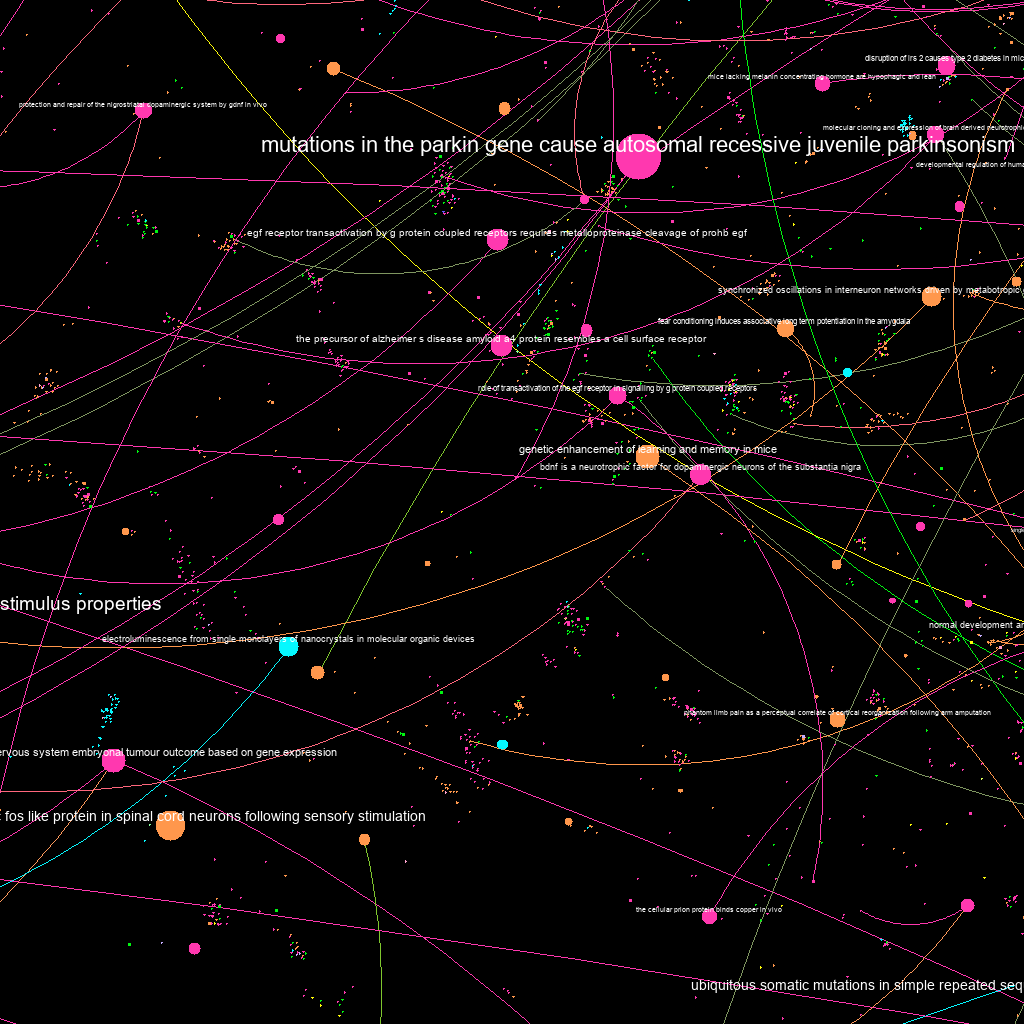 disruption of irs 2 causes type 2 diabetes in mic
mice lacking melanin concentrating hormone are hypophagic and lean
protection and repair of the nigrostriatal dopaminergic system by gdnf in vivo
molecular cloning and expression of brain derived neurotrophic
mutations in the parkin gene cause autosomal recessive juvenile parkinsonism
developmental regulation of huma
egf receptor transactivation by g protein coupled receptors requires metalloproteinase cleavage of prohb egf
synchronized oscillations in interneuron networks driven by metabotropic
fear conditioning induces associative long term potentiation in the amygdala
the precursor of alzheimer s disease amyloid a4 protein resembles a cell surface receptor
role of transactivation of the egf receptor in signalling by g protein coupled receptors
genetic enhancement of learning and memory in mice
bdnf is a neurotrophic factor for dopaminergic neurons of the substantia nigra
stimulus properties
normal development an
electroluminescence from single monolayers of nanocrystals in molecular organic devices
phantom limb pain as a perceptual correlate of cortical reorganization following arm amputation
ervous system embryonal tumour outcome based on gene expression
fos like protein in spinal cord neurons following sensory stimulation
the cellular prion protein binds copper in vivo
ubiquitous somatic mutations in simple repeated seq